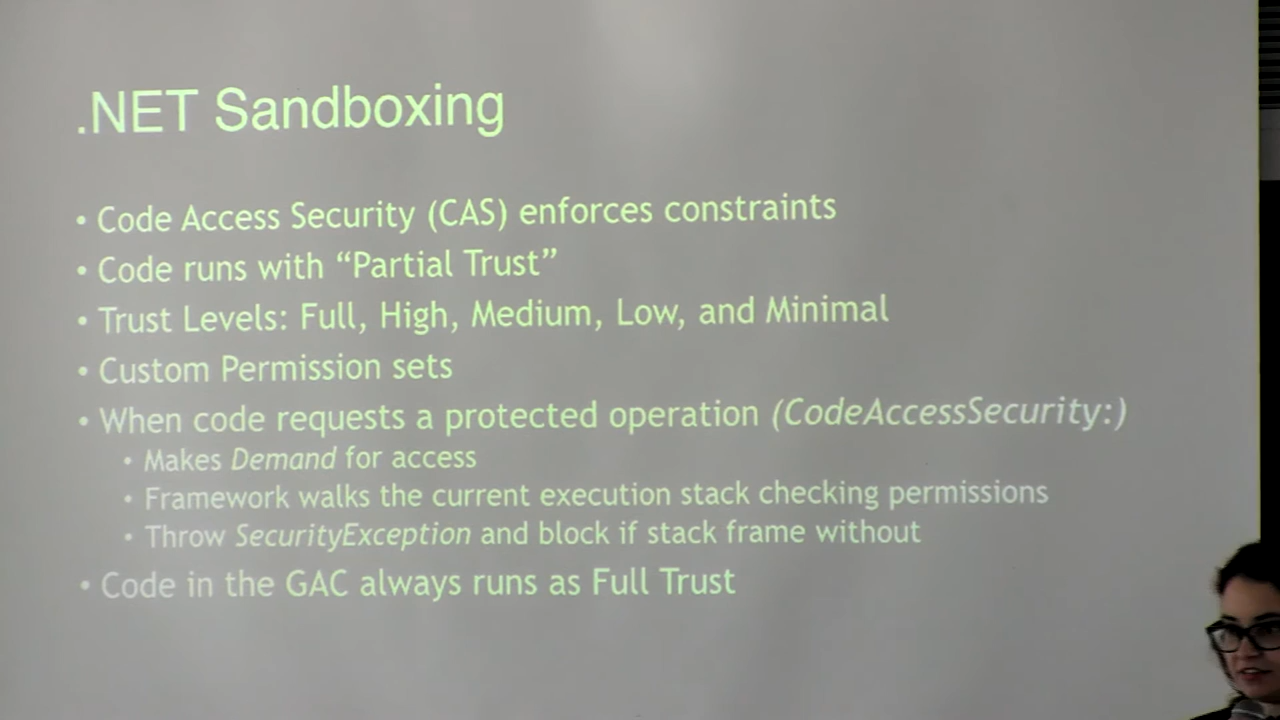 .NET Sandboxing
• Code Access Security (CAS) enforces constraints
• Code runs with “Partial Trust”
• Trust Levels: Full, High, Medium, Low, and Minimal
• Custom Permission sets
• When code requests a protected operation (CodeAccessSecurity:)
• Makes Demand for access
• Framework walks the current execution stack checking permissions
• Throw SecurityException and block if stack frame without
• Code in the GAC always runs as Full Trust